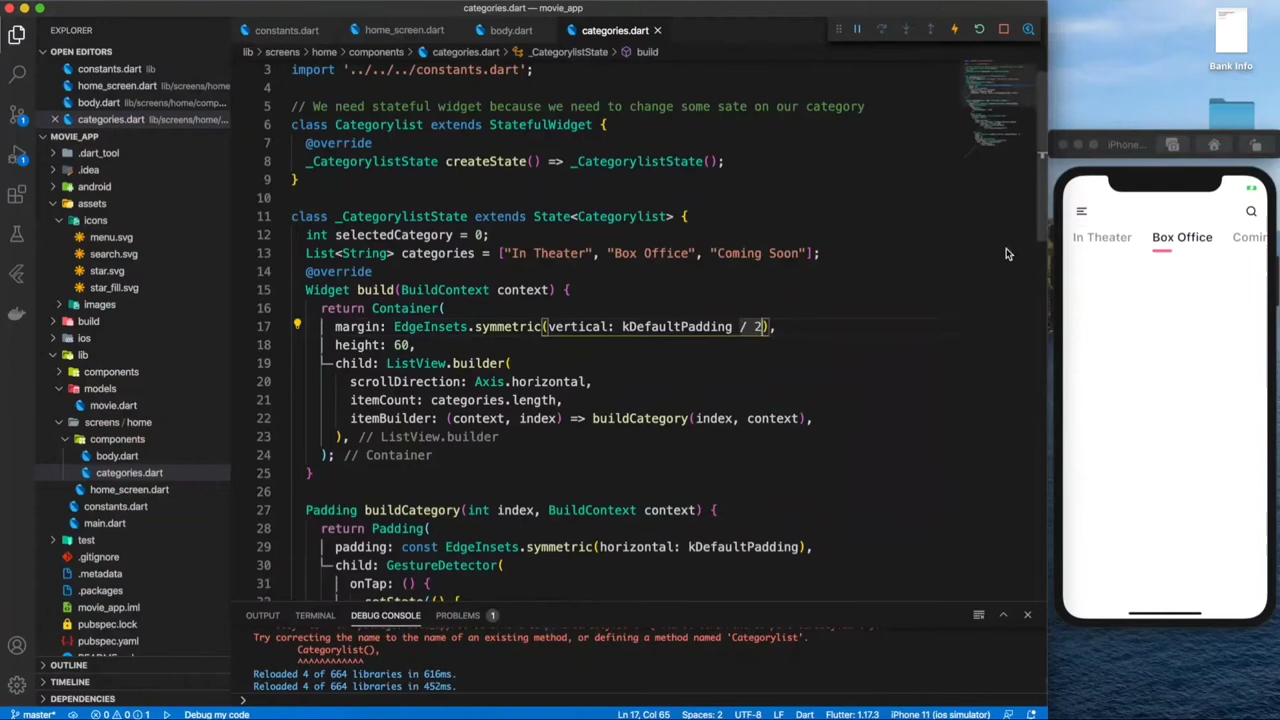 categories.dart — movie_app
EXPLORER
OPEN EDITORS
constants.dart lib
home_screen.dart lib/screens/...
body.dart lib/screens/home/comp...
categories.dart lib/screens/home/...
MOVIE_APP
.dart_tool
.idea
android
assets
icons
menu.svg
search.svg
star.svg
star_fill.svg
images
build
ios
lib
components
models
movie.dart
screens / home
components
body.dart
categories.dart
home_screen.dart
constants.dart
main.dart
test
.gitignore
.metadata
.packages
movie_app.iml
pubspec.lock
pubspec.yaml
OUTLINE
TIMELINE
DEPENDENCIES
constants.dart home_screen.dart body.dart categories.dart
lib > screens > home > components > categories.dart > _CategorylistState > build
3 import '../../../constants.dart';
4
5 // We need stateful widget because we need to change some sate on our category
6 class Categorylist extends StatefulWidget {
7 @override
8 _CategorylistState createState() => _CategorylistState();
9 }
10
11 class _CategorylistState extends State<Categorylist> {
12 int selectedCategory = 0;
13 List<String> categories = ["In Theater", "Box Office", "Coming Soon"];
14 @override
15 Widget build(BuildContext context) {
16 return Container(
17 margin: EdgeInsets.symmetric(vertical: kDefaultPadding / 2),
18 height: 60,
19 child: ListView.builder(
20 scrollDirection: Axis.horizontal,
21 itemCount: categories.length,
22 itemBuilder: (context, index) => buildCategory(index, context),
23 ), // ListView.builder
24 ); // Container
25 }
26
27 Padding buildCategory(int index, BuildContext context) {
28 return Padding(
29 padding: const EdgeInsets.symmetric(horizontal: kDefaultPadding),
30 child: GestureDetector(
31 onTap: () {
setState(() {
OUTPUT TERMINAL DEBUG CONSOLE PROBLEMS 1
Try correcting the name to the name of an existing method, or defining a method named 'Categorylist'.
Categorylist(),
^^^^^^^^^^^^
Reloaded 4 of 664 libraries in 616ms.
Reloaded 4 of 664 libraries in 452ms.
master* 0 0 1 Debug my code Ln 17, Col 65 Spaces: 2 UTF-8 LF Dart Flutter: 1.17.3 iPhone 11 (ios simulator)
Bank Info
iPhone...
In Theater Box Office Comin